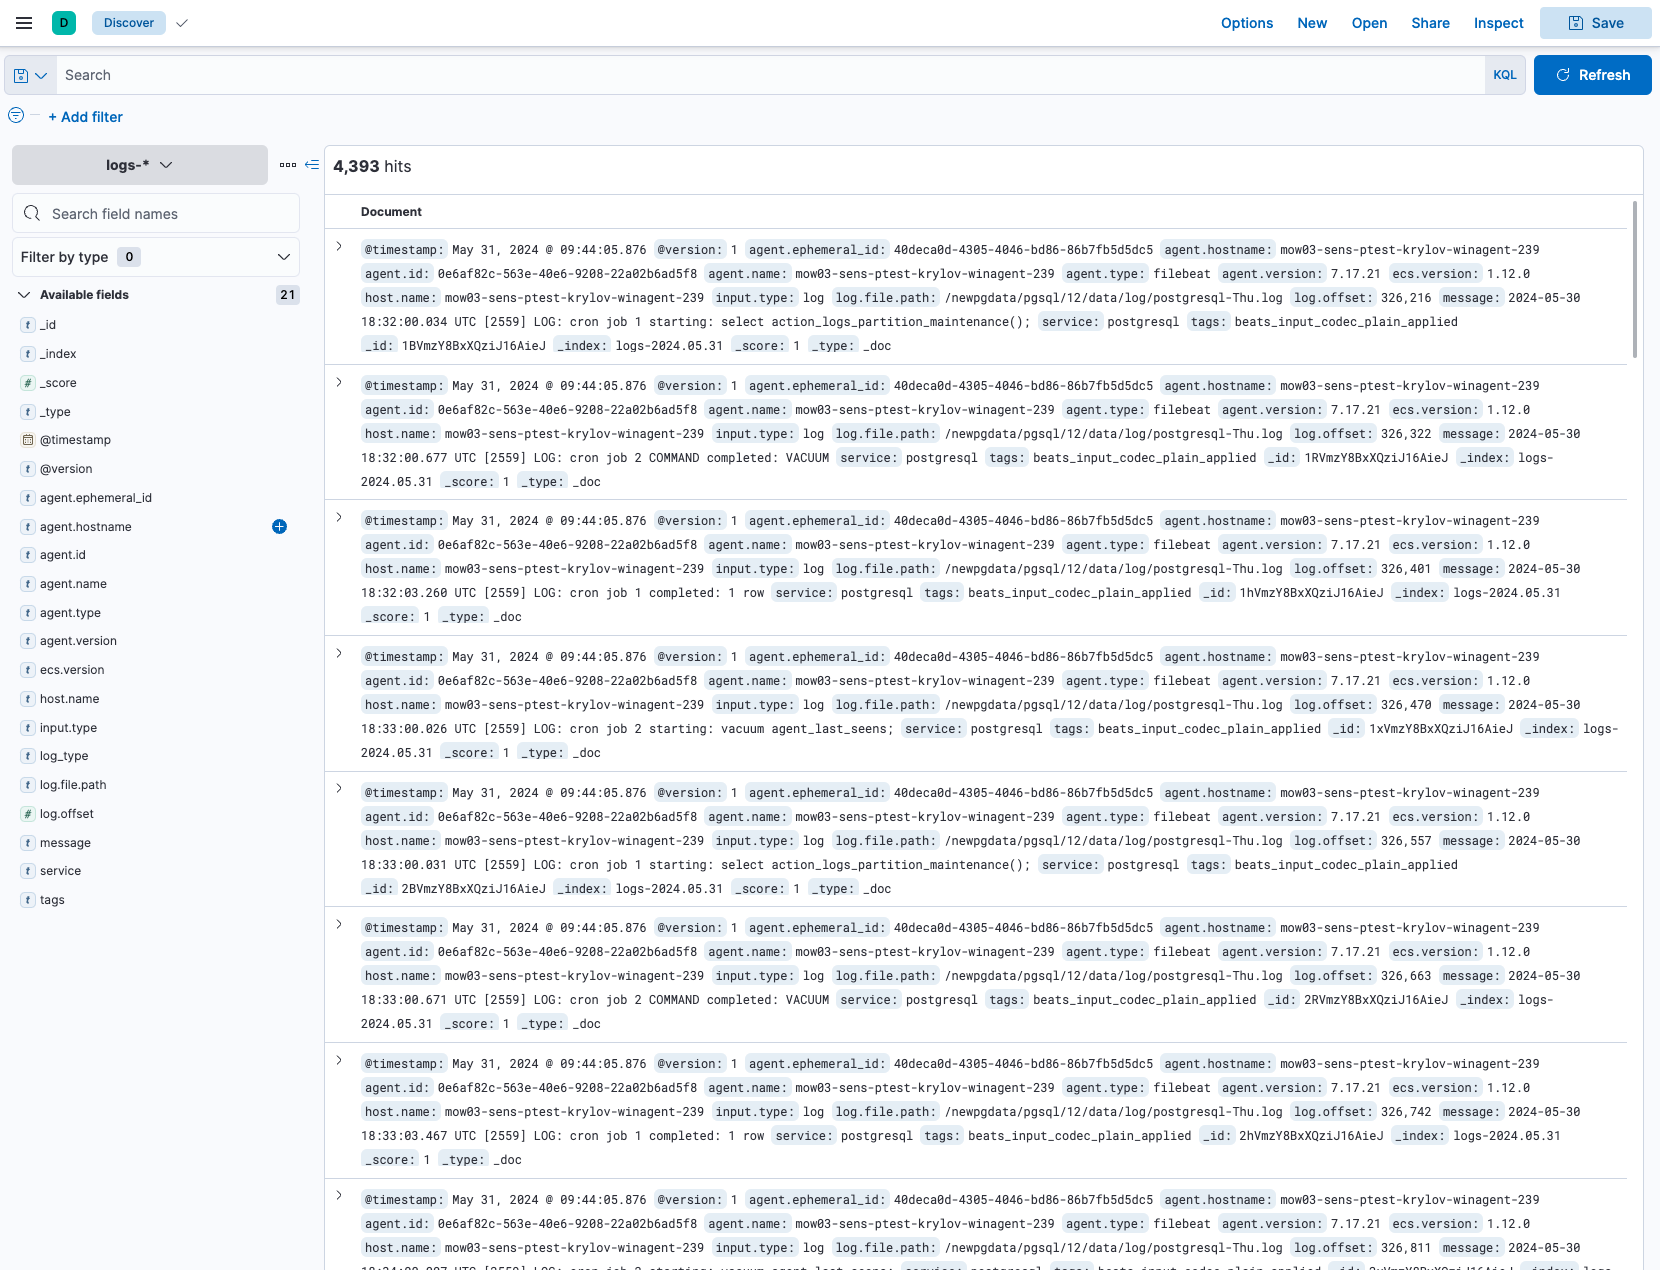 D Discover Options New Open Share Inspect Save
Search KQL Refresh
+ Add filter
logs-*
4,393 hits
Search field names
Document
Filter by type 0
Available fields 21
_id
_index
_score
_type
@timestamp
@version
agent.ephemeral_id
agent.hostname
agent.id
agent.name
agent.type
agent.version
ecs.version
host.name
input.type
log_type
log.file.path
log.offset
message
service
tags
@timestamp: May 31, 2024 @ 09:44:05.876 @version: 1 agent.ephemeral_id: 40deca0d-4305-4046-bd86-86b7fb5d5dc5 agent.hostname: mow03-sens-ptest-krylov-winagent-239
agent.id: 0e6af82c-563e-40e6-9208-22a02b6ad5f8 agent.name: mow03-sens-ptest-krylov-winagent-239 agent.type: filebeat agent.version: 7.17.21 ecs.version: 1.12.0
host.name: mow03-sens-ptest-krylov-winagent-239 input.type: log log.file.path: /newpgdata/pgsql/12/data/log/postgresql-Thu.log log.offset: 326,216 message: 2024-05-30
18:32:00.034 UTC [2559] LOG: cron job 1 starting: select action_logs_partition_maintenance(); service: postgresql tags: beats_input_codec_plain_applied
_id: 1BVmzY8BxXQziJ16AieJ _index: logs-2024.05.31 _score: 1 _type: _doc
@timestamp: May 31, 2024 @ 09:44:05.876 @version: 1 agent.ephemeral_id: 40deca0d-4305-4046-bd86-86b7fb5d5dc5 agent.hostname: mow03-sens-ptest-krylov-winagent-239
agent.id: 0e6af82c-563e-40e6-9208-22a02b6ad5f8 agent.name: mow03-sens-ptest-krylov-winagent-239 agent.type: filebeat agent.version: 7.17.21 ecs.version: 1.12.0
host.name: mow03-sens-ptest-krylov-winagent-239 input.type: log log.file.path: /newpgdata/pgsql/12/data/log/postgresql-Thu.log log.offset: 326,322 message: 2024-05-30
18:32:00.677 UTC [2559] LOG: cron job 2 COMMAND completed: VACUUM service: postgresql tags: beats_input_codec_plain_applied _id: 1RVmzY8BxXQziJ16AieJ _index: logs-
2024.05.31 _score: 1 _type: _doc
@timestamp: May 31, 2024 @ 09:44:05.876 @version: 1 agent.ephemeral_id: 40deca0d-4305-4046-bd86-86b7fb5d5dc5 agent.hostname: mow03-sens-ptest-krylov-winagent-239
agent.id: 0e6af82c-563e-40e6-9208-22a02b6ad5f8 agent.name: mow03-sens-ptest-krylov-winagent-239 agent.type: filebeat agent.version: 7.17.21 ecs.version: 1.12.0
host.name: mow03-sens-ptest-krylov-winagent-239 input.type: log log.file.path: /newpgdata/pgsql/12/data/log/postgresql-Thu.log log.offset: 326,401 message: 2024-05-30
18:32:03.260 UTC [2559] LOG: cron job 1 completed: 1 row service: postgresql tags: beats_input_codec_plain_applied _id: 1hVmzY8BxXQziJ16AieJ _index: logs-2024.05.31
_score: 1 _type: _doc
@timestamp: May 31, 2024 @ 09:44:05.876 @version: 1 agent.ephemeral_id: 40deca0d-4305-4046-bd86-86b7fb5d5dc5 agent.hostname: mow03-sens-ptest-krylov-winagent-239
agent.id: 0e6af82c-563e-40e6-9208-22a02b6ad5f8 agent.name: mow03-sens-ptest-krylov-winagent-239 agent.type: filebeat agent.version: 7.17.21 ecs.version: 1.12.0
host.name: mow03-sens-ptest-krylov-winagent-239 input.type: log log.file.path: /newpgdata/pgsql/12/data/log/postgresql-Thu.log log.offset: 326,470 message: 2024-05-30
18:33:00.026 UTC [2559] LOG: cron job 2 starting: vacuum agent_last_seens; service: postgresql tags: beats_input_codec_plain_applied _id: 1xVmzY8BxXQziJ16AieJ _index: logs-
2024.05.31 _score: 1 _type: _doc
@timestamp: May 31, 2024 @ 09:44:05.876 @version: 1 agent.ephemeral_id: 40deca0d-4305-4046-bd86-86b7fb5d5dc5 agent.hostname: mow03-sens-ptest-krylov-winagent-239
agent.id: 0e6af82c-563e-40e6-9208-22a02b6ad5f8 agent.name: mow03-sens-ptest-krylov-winagent-239 agent.type: filebeat agent.version: 7.17.21 ecs.version: 1.12.0
host.name: mow03-sens-ptest-krylov-winagent-239 input.type: log log.file.path: /newpgdata/pgsql/12/data/log/postgresql-Thu.log log.offset: 326,557 message: 2024-05-30
18:33:00.031 UTC [2559] LOG: cron job 1 starting: select action_logs_partition_maintenance(); service: postgresql tags: beats_input_codec_plain_applied
_id: 2BVmzY8BxXQziJ16AieJ _index: logs-2024.05.31 _score: 1 _type: _doc
@timestamp: May 31, 2024 @ 09:44:05.876 @version: 1 agent.ephemeral_id: 40deca0d-4305-4046-bd86-86b7fb5d5dc5 agent.hostname: mow03-sens-ptest-krylov-winagent-239
agent.id: 0e6af82c-563e-40e6-9208-22a02b6ad5f8 agent.name: mow03-sens-ptest-krylov-winagent-239 agent.type: filebeat agent.version: 7.17.21 ecs.version: 1.12.0
host.name: mow03-sens-ptest-krylov-winagent-239 input.type: log log.file.path: /newpgdata/pgsql/12/data/log/postgresql-Thu.log log.offset: 326,663 message: 2024-05-30
18:33:00.671 UTC [2559] LOG: cron job 2 COMMAND completed: VACUUM service: postgresql tags: beats_input_codec_plain_applied _id: 2RVmzY8BxXQziJ16AieJ _index: logs-
2024.05.31 _score: 1 _type: _doc
@timestamp: May 31, 2024 @ 09:44:05.876 @version: 1 agent.ephemeral_id: 40deca0d-4305-4046-bd86-86b7fb5d5dc5 agent.hostname: mow03-sens-ptest-krylov-winagent-239
agent.id: 0e6af82c-563e-40e6-9208-22a02b6ad5f8 agent.name: mow03-sens-ptest-krylov-winagent-239 agent.type: filebeat agent.version: 7.17.21 ecs.version: 1.12.0
host.name: mow03-sens-ptest-krylov-winagent-239 input.type: log log.file.path: /newpgdata/pgsql/12/data/log/postgresql-Thu.log log.offset: 326,742 message: 2024-05-30
18:33:03.467 UTC [2559] LOG: cron job 1 completed: 1 row service: postgresql tags: beats_input_codec_plain_applied _id: 2hVmzY8BxXQziJ16AieJ _index: logs-2024.05.31
_score: 1 _type: _doc
@timestamp: May 31, 2024 @ 09:44:05.876 @version: 1 agent.ephemeral_id: 40deca0d-4305-4046-bd86-86b7fb5d5dc5 agent.hostname: mow03-sens-ptest-krylov-winagent-239
agent.id: 0e6af82c-563e-40e6-9208-22a02b6ad5f8 agent.name: mow03-sens-ptest-krylov-winagent-239 agent.type: filebeat agent.version: 7.17.21 ecs.version: 1.12.0
host.name: mow03-sens-ptest-krylov-winagent-239 input.type: log log.file.path: /newpgdata/pgsql/12/data/log/postgresql-Thu.log log.offset: 326,811 message: 2024-05-30